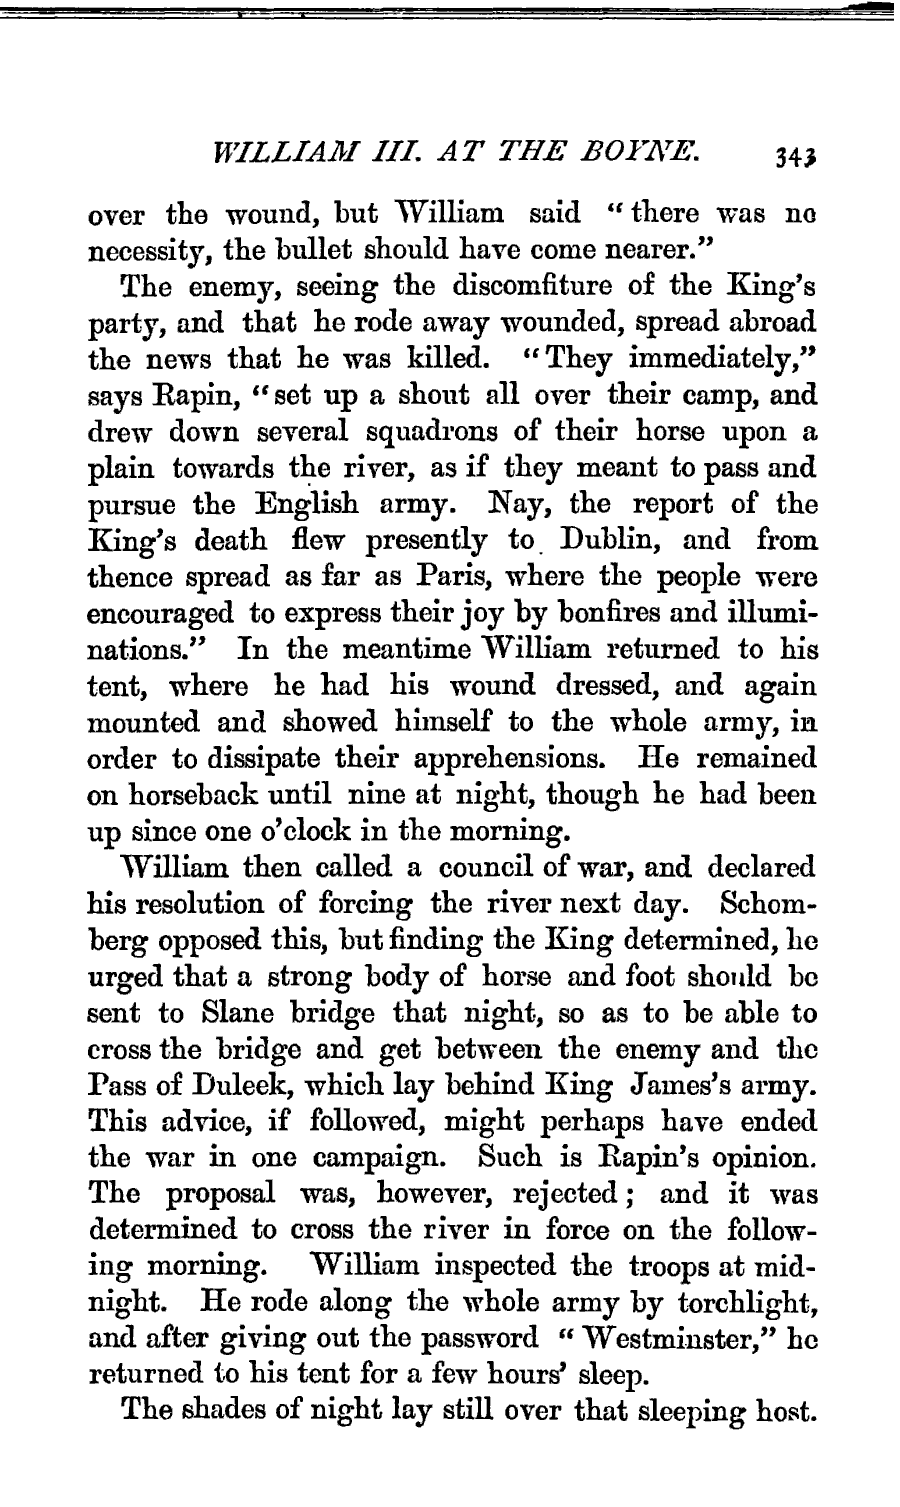 WILLIAM III. AT THE BOYNE. 343
over the wound, but William said “there was no
necessity, the bullet should have come nearer.”
The enemy, seeing the discomfiture of the King’s
party, and that he rode away wounded, spread abroad
the news that he was killed. “They immediately,”
says Rapin, “set up a shout all over their camp, and
drew down several squadrons of their horse upon a
plain towards the river, as if they meant to pass and
pursue the English army. Nay, the report of the
King’s death flew presently to Dublin, and from
thence spread as far as Paris, where the people were
encouraged to express their joy by bonfires and illumi-
nations.” In the meantime William returned to his
tent, where he had his wound dressed, and again
mounted and showed himself to the whole army, in
order to dissipate their apprehensions. He remained
on horseback until nine at night, though he had been
up since one o’clock in the morning.
William then called a council of war, and declared
his resolution of forcing the river next day. Schom-
berg opposed this, but finding the King determined, he
urged that a strong body of horse and foot should be
sent to Slane bridge that night, so as to be able to
cross the bridge and get between the enemy and the
Pass of Duleek, which lay behind King James’s army.
This advice, if followed, might perhaps have ended
the war in one campaign. Such is Rapin’s opinion.
The proposal was, however, rejected; and it was
determined to cross the river in force on the follow-
ing morning. William inspected the troops at mid-
night. He rode along the whole army by torchlight,
and after giving out the password “Westminster,” he
returned to his tent for a few hours’ sleep.
The shades of night lay still over that sleeping host.